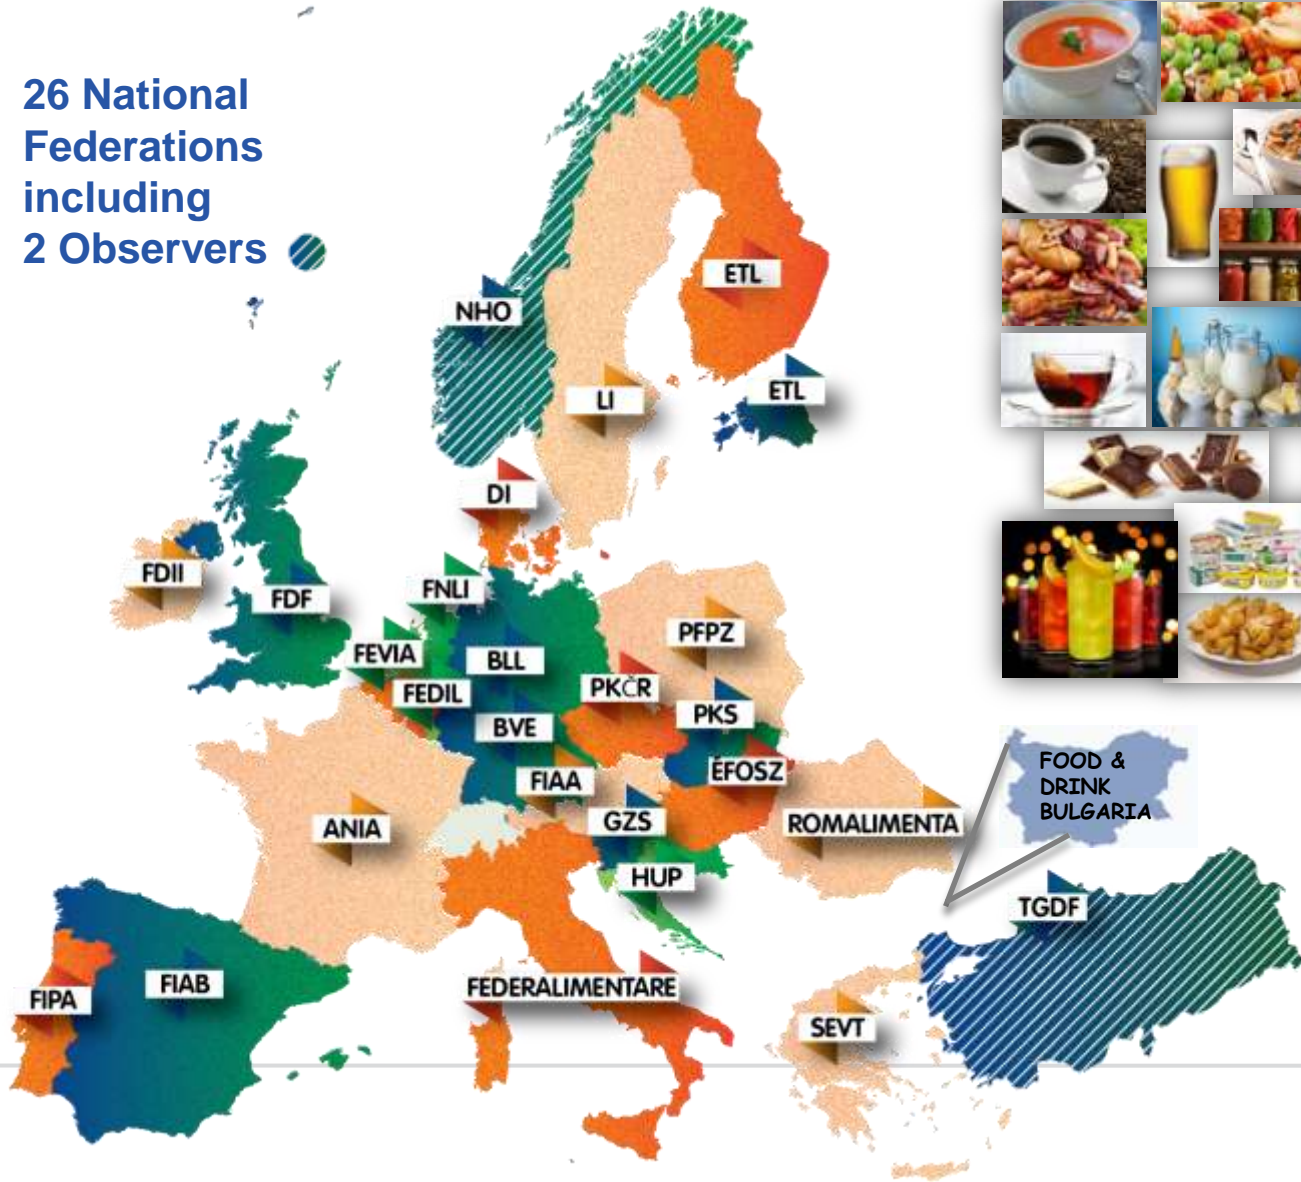 26 National
Federations
including
2 Observers
NHO
ETL
LI
ETL
DI
FDII
FDF
FNLI
FEVIA
BLL
PFPZ
FEDIL
PKČR
BVE
PKS
FIAA
ÉFOSZ
ANIA
GZS
ROMALIMENTA
FOOD &
DRINK
BULGARIA
HUP
TGDF
FIPA
FIAB
FEDERALIMENTARE
SEVT